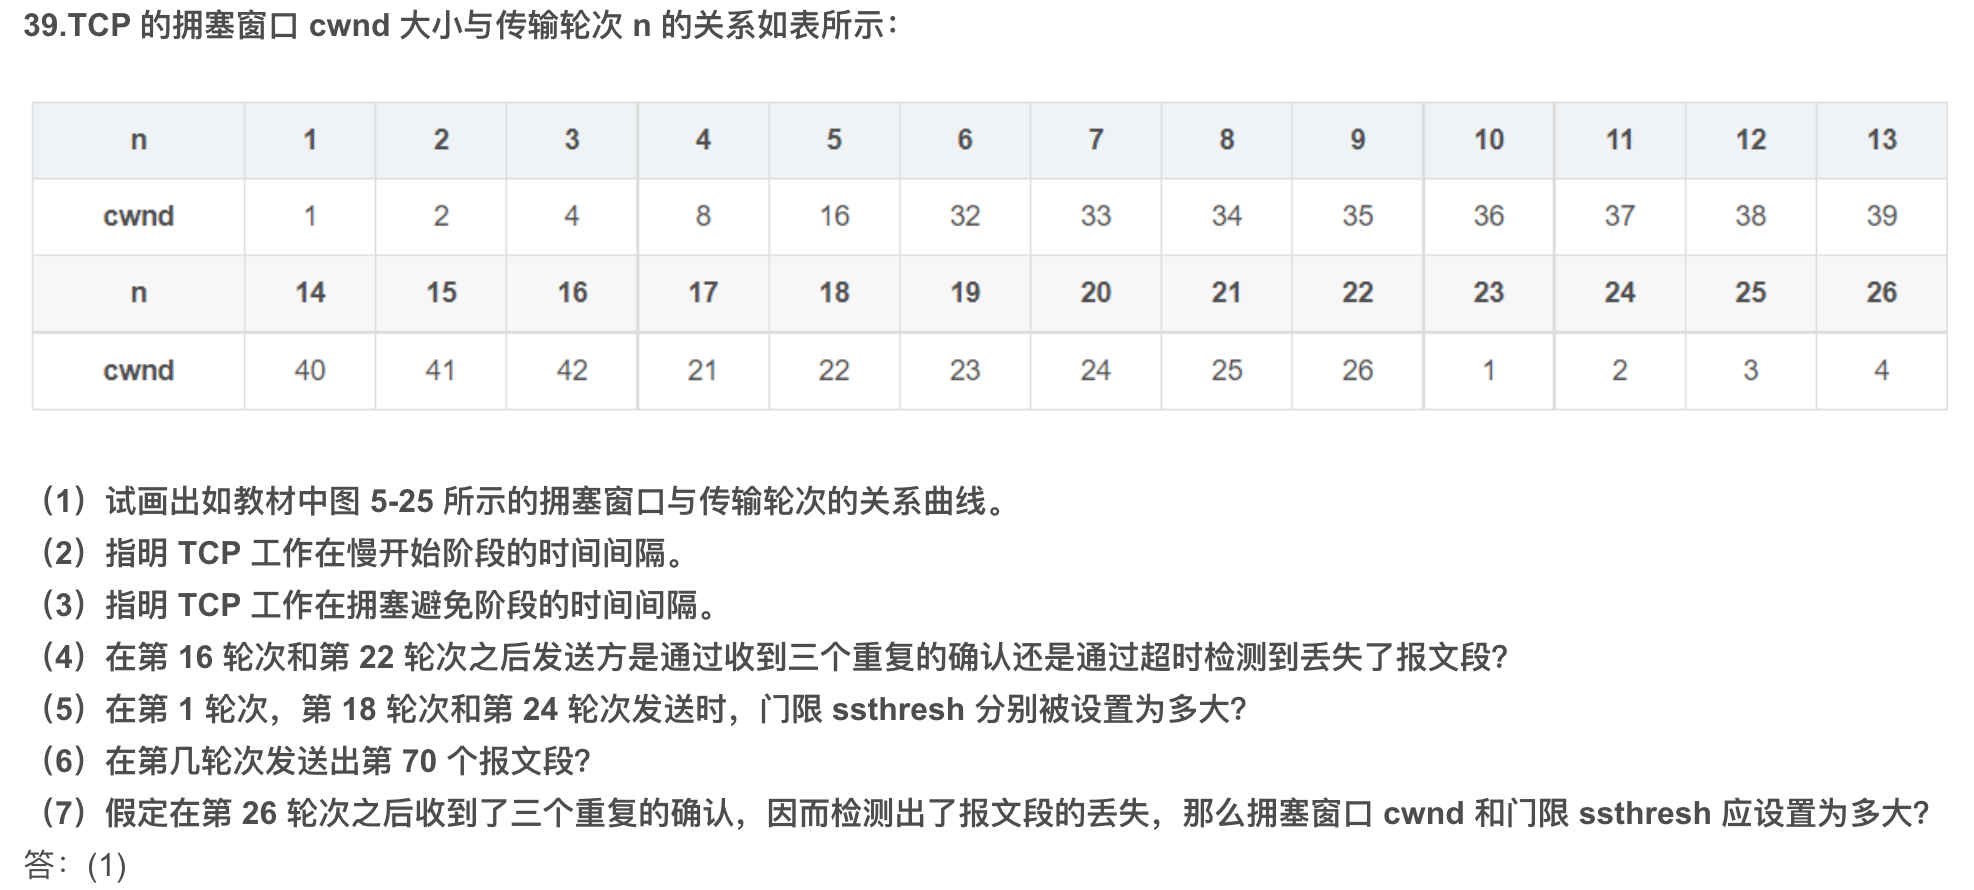 39.TCP 的拥塞窗口 cwnd 大小与传输轮次 n 的关系如表所示：
n 1 2 3 4 5 6 7 8 9 10 11 12 13
cwnd 1 2 4 8 16 32 33 34 35 36 37 38 39
n 14 15 16 17 18 19 20 21 22 23 24 25 26
cwnd 40 41 42 21 22 23 24 25 26 1 2 3 4
（1）试画出如教材中图 5-25 所示的拥塞窗口与传输轮次的关系曲线。
（2）指明 TCP 工作在慢开始阶段的时间间隔。
（3）指明 TCP 工作在拥塞避免阶段的时间间隔。
（4）在第 16 轮次和第 22 轮次之后发送方是通过收到三个重复的确认还是通过超时检测到丢失了报文段？
（5）在第 1 轮次，第 18 轮次和第 24 轮次发送时，门限 ssthresh 分别被设置为多大？
（6）在第几轮次发送出第 70 个报文段？
（7）假定在第 26 轮次之后收到了三个重复的确认，因而检测出了报文段的丢失，那么拥塞窗口 cwnd 和门限 ssthresh 应设置为多大？
答：(1)